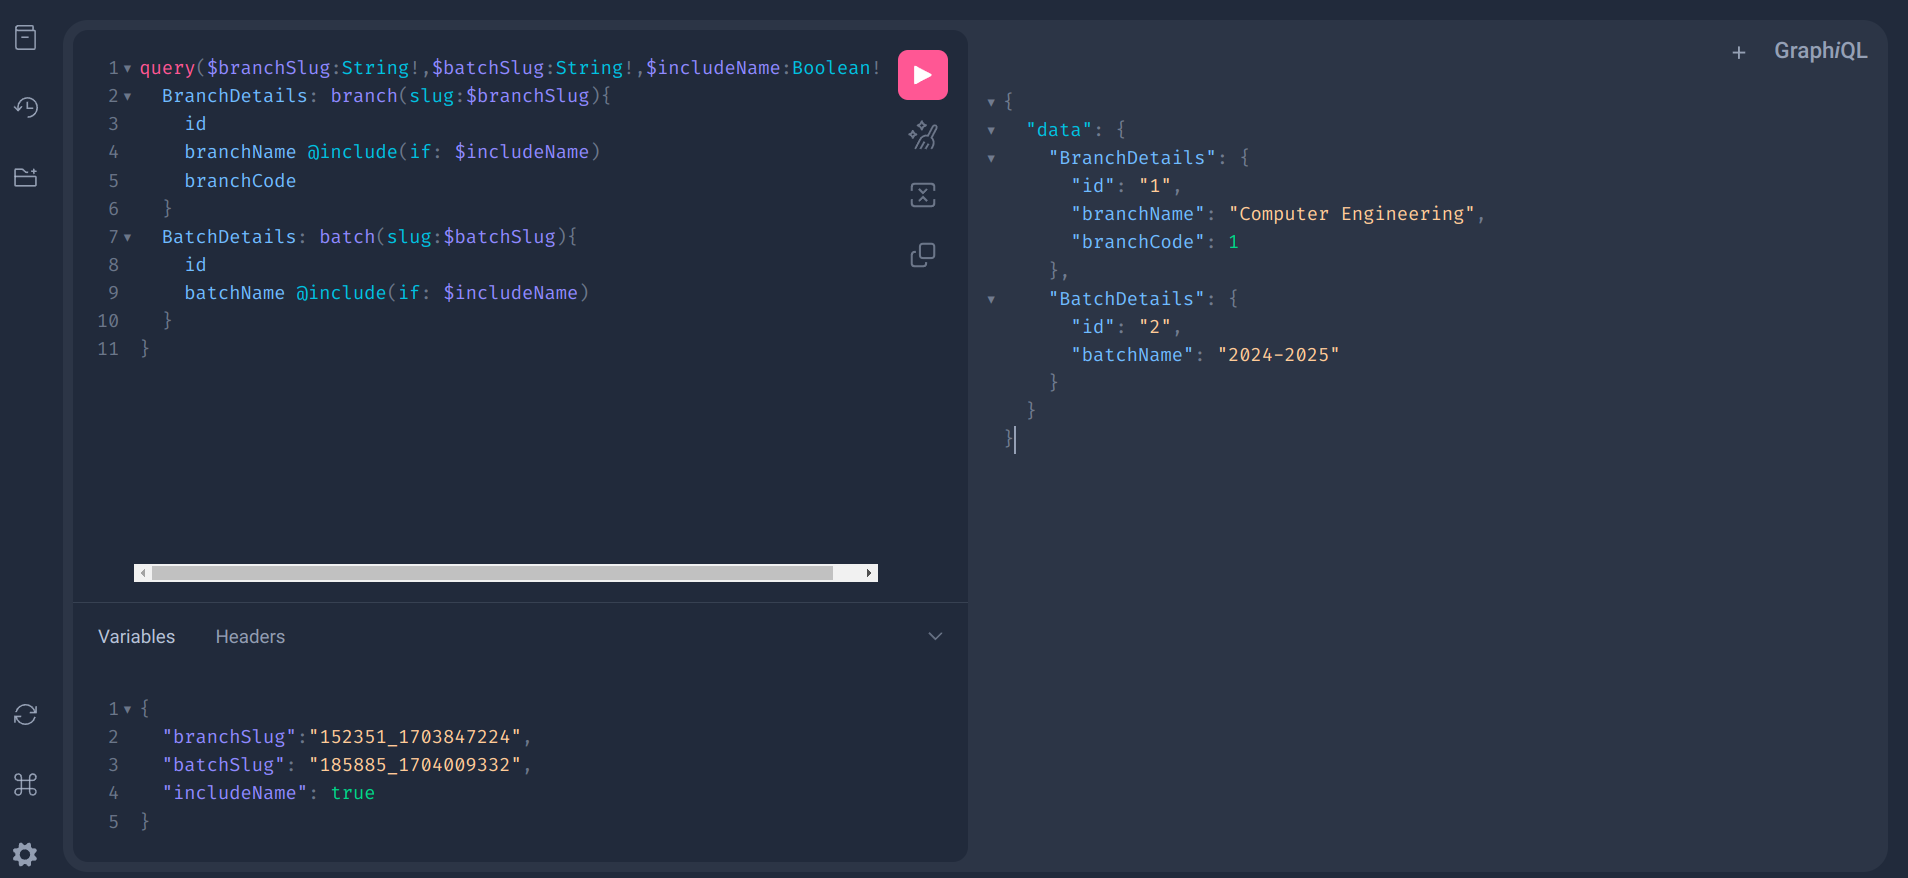 1 query($branchSlug:String!,$batchSlug:String!,$includeName:Boolean!
2 BranchDetails: branch(slug:$branchSlug){
3 id
4 branchName @include(if: $includeName)
5 branchCode
6 }
7 BatchDetails: batch(slug:$batchSlug){
8 id
9 batchName @include(if: $includeName)
10 }
11 }
Variables Headers
1 {
2 "branchSlug":"152351_1703847224",
3 "batchSlug": "185885_1704009332",
4 "includeName": true
5 }
+ GraphiQL
{
"data": {
"BranchDetails": {
"id": "1",
"branchName": "Computer Engineering",
"branchCode": 1
},
"BatchDetails": {
"id": "2",
"batchName": "2024-2025"
}
}
}